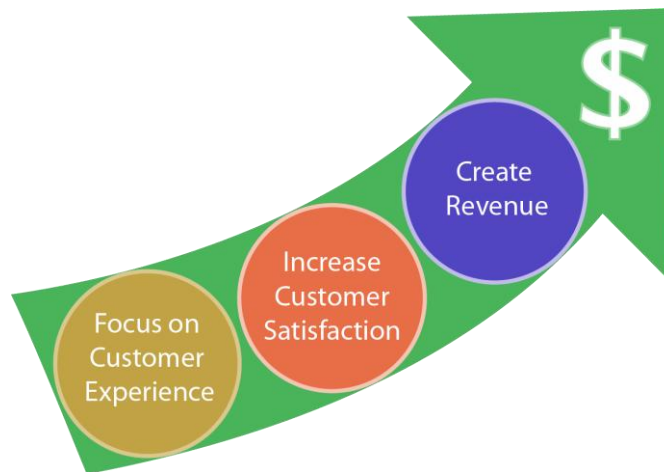 $
Create
Revenue
Increase
Customer
Satisfaction
Focus on
Customer
Experience